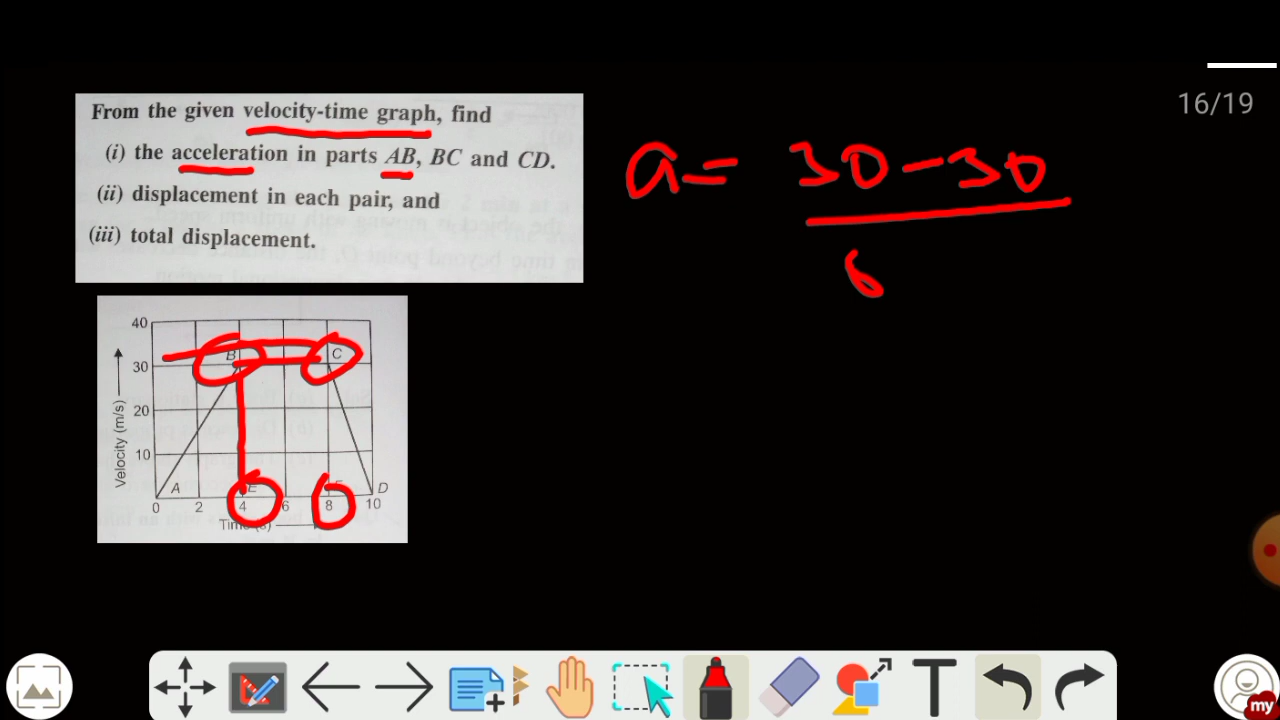 16/19
From the given velocity-time graph, find
(i) the acceleration in parts AB, BC and CD.
(ii) displacement in each pair, and
(iii) total displacement.
a = 30-30
6
40
30
20
10
Velocity (m/s)
B
C
A
E
D
0
2
4
6
8
10
T
my